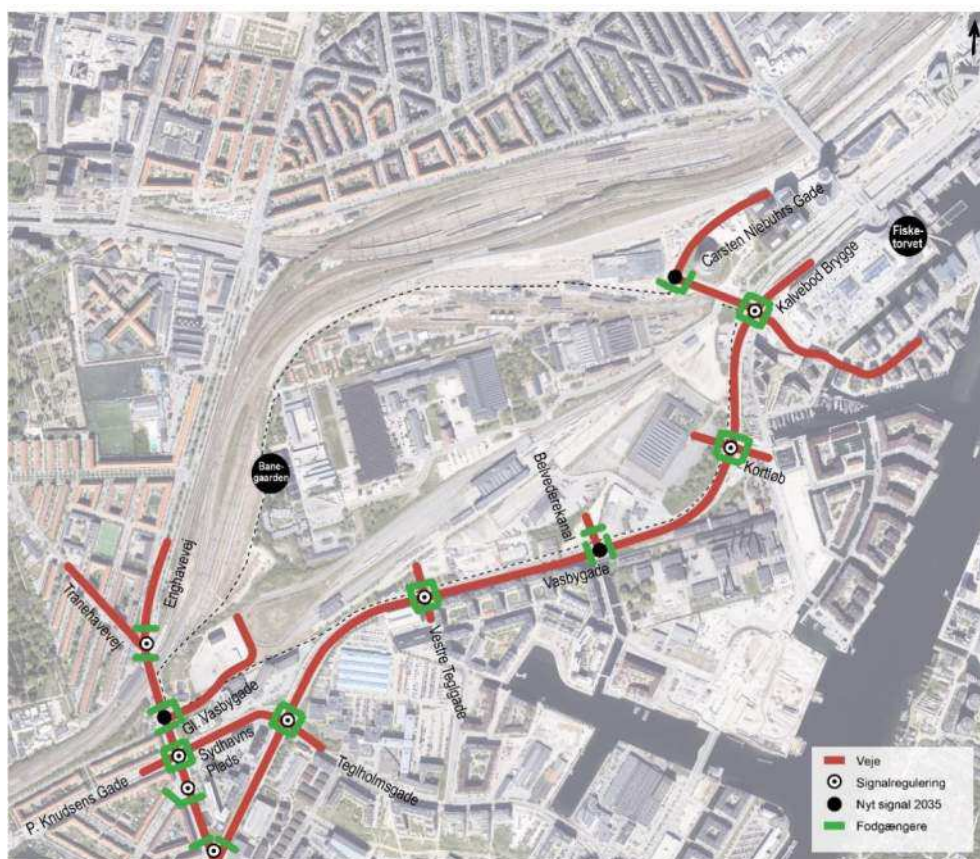 Carsten Niebuhrs Gade
Fiske-
torvet
Kalvebod Brygge
Bane-
gaarden
Kortløb
Belvederekanal
Vasbygade
Enghavevej
Tranehavevej
Vestre Teglgade
Gl. Vasbygade
Sydhavns
Plads
P. Knudsens Gade
Teglholmsgade
Veje
Signalregulering
Nyt signal 2035
Fodgængere